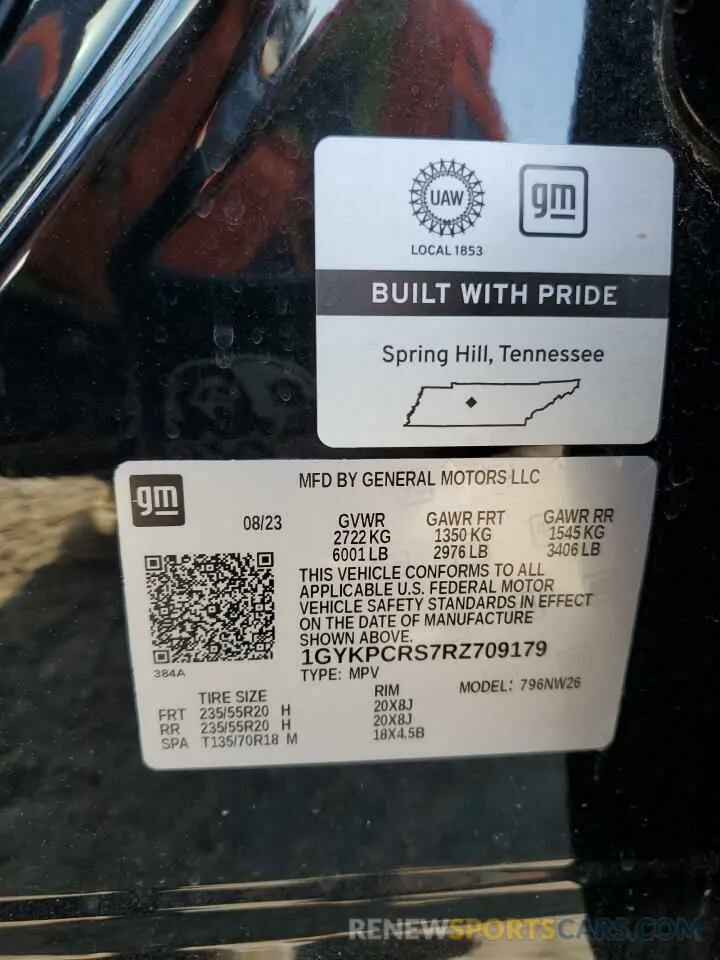 UAW
gm
LOCAL 1853
BUILT WITH PRIDE
Spring Hill, Tennessee
gm
MFD BY GENERAL MOTORS LLC
08/23
GVWR GAWR FRT GAWR RR
2722 KG 1350 KG 1545 KG
6001 LB 2976 LB 3406 LB
THIS VEHICLE CONFORMS TO ALL
APPLICABLE U.S. FEDERAL MOTOR
VEHICLE SAFETY STANDARDS IN EFFECT
ON THE DATE OF MANUFACTURE
SHOWN ABOVE.
1GYKPCRS7RZ709179
384A
TYPE: MPV MODEL: 796NW26
TIRE SIZE RIM
FRT 235/55R20 H 20X8J
RR 235/55R20 H 20X8J
SPA T135/70R18 M 18X4.5B
RENEWSPORTSCARS.COM